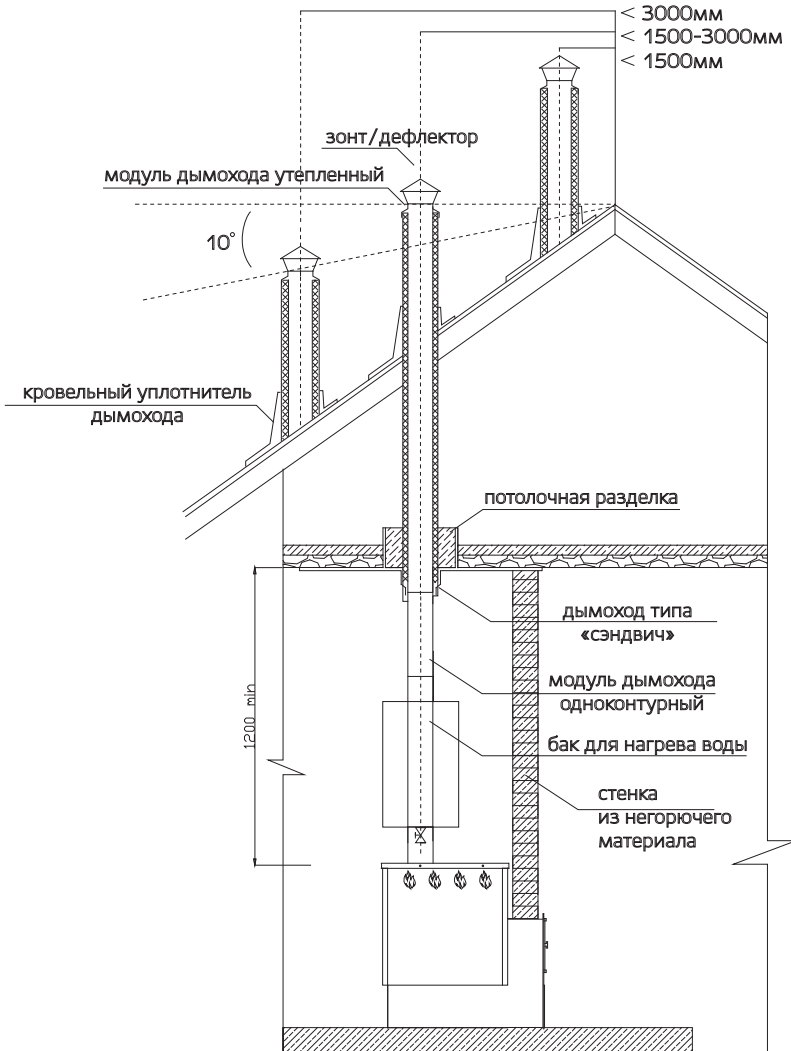 < 3000мм
< 1500-3000мм
< 1500мм
зонт/дефлектор
модуль дымохода утепленный
10°
кровельный уплотнитель
дымохода
потолочная разделка
дымоход типа
«сэндвич»
модуль дымохода
одноконтурный
1200 min
бак для нагрева воды
стенка
из негорючего
материала